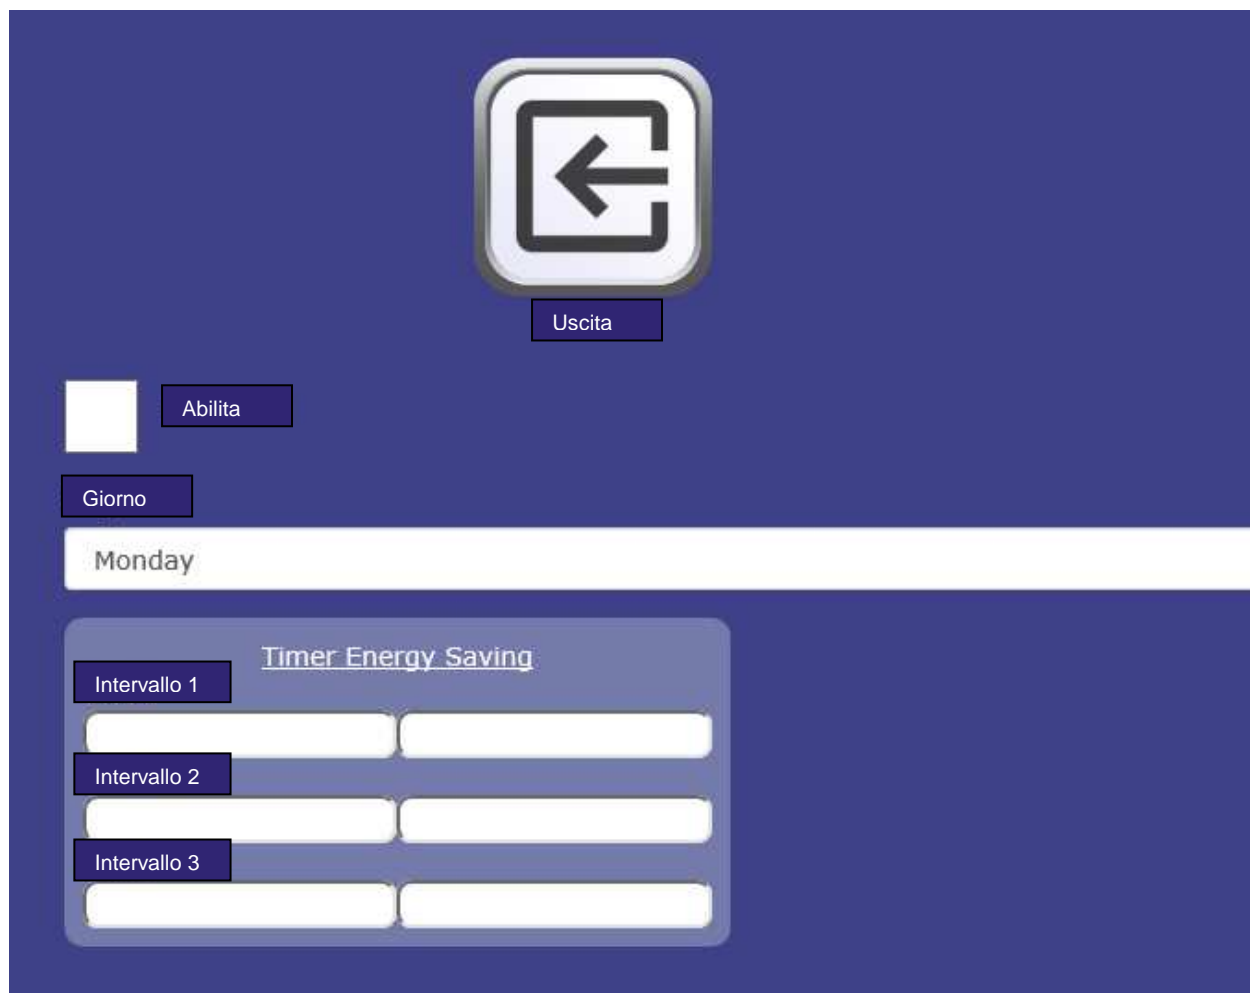 Uscita
Abilita
Giorno
Monday
Timer Energy Saving
Intervallo 1
Intervallo 2
Intervallo 3